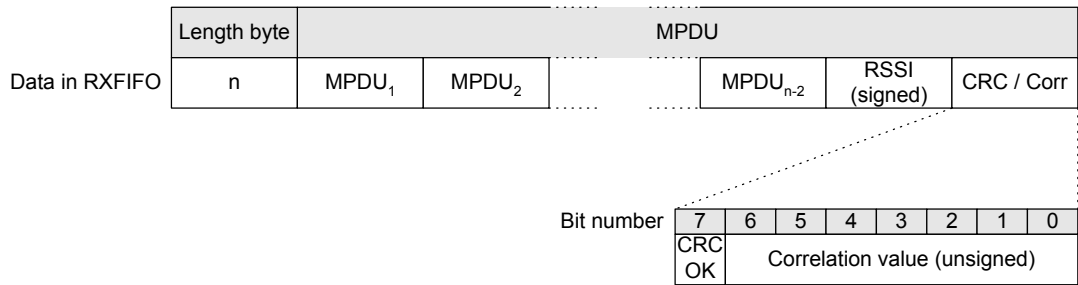 Length byte MPDU
Data in RXFIFO n MPDU1 MPDU2 MPDUn-2 RSSI (signed) CRC / Corr
Bit number 7 6 5 4 3 2 1 0
CRC OK Correlation value (unsigned)